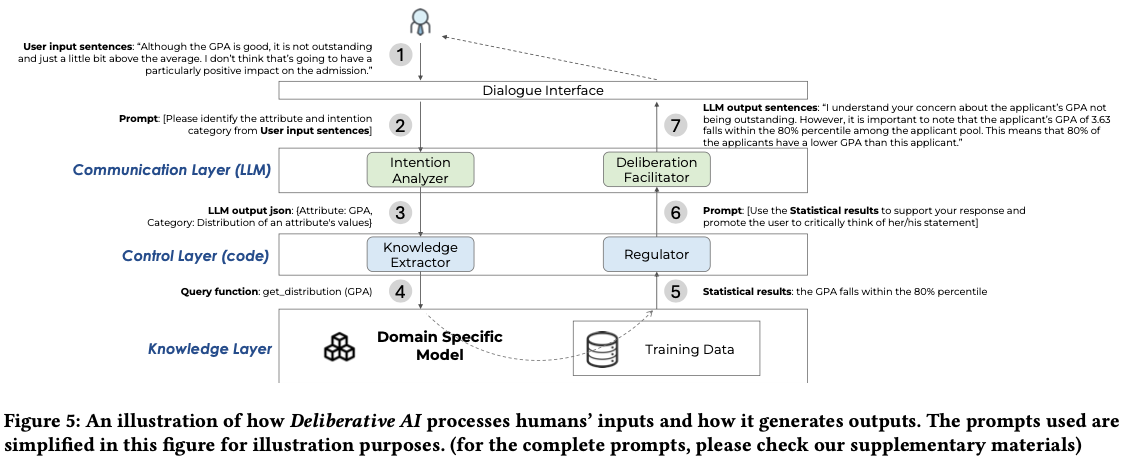 User input sentences: “Although the GPA is good, it is not outstanding
and just a little bit above the average. I don’t think that’s going to have a
particularly positive impact on the admission.”
1
Dialogue Interface
Prompt: [Please identify the attribute and intention
category from User input sentences]
2
7
LLM output sentences: “I understand your concern about the applicant’s GPA not
being outstanding. However, it is important to note that the applicant’s GPA of 3.63
falls within the 80% percentile among the applicant pool. This means that 80% of
the applicants have a lower GPA than this applicant.”
Communication Layer (LLM)
Intention
Analyzer
Deliberation
Facilitator
LLM output json: {Attribute: GPA,
Category: Distribution of an attribute's values}
3
6
Prompt: [Use the Statistical results to support your response and
promote the user to critically think of her/his statement]
Control Layer (code)
Knowledge
Extractor
Regulator
Query function: get_distribution (GPA)
4
5
Statistical results: the GPA falls within the 80% percentile
Knowledge Layer
Domain Specific
Model
Training Data
Figure 5: An illustration of how Deliberative AI processes humans’ inputs and how it generates outputs. The prompts used are
simplified in this figure for illustration purposes. (for the complete prompts, please check our supplementary materials)